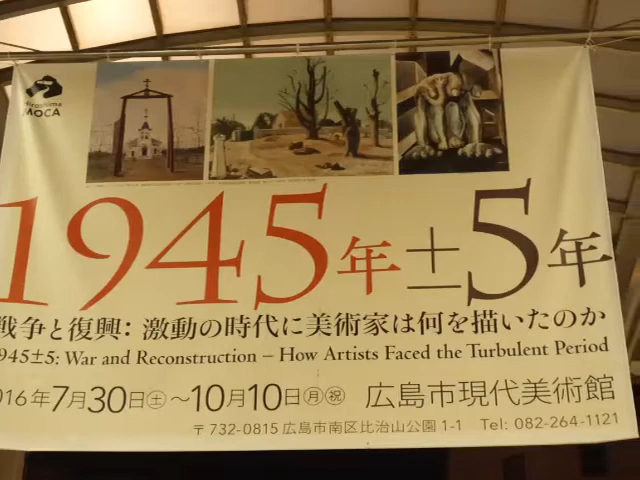 Hiroshima
MOCA
1945年±5年
戦争と復興: 激動の時代に美術家は何を描いたのか
1945±5: War and Reconstruction – How Artists Faced the Turbulent Period
2016年7月30日㊏～10月10日㊊㊗ 広島市現代美術館
〒732-0815 広島市南区比治山公園 1-1 Tel: 082-264-1121